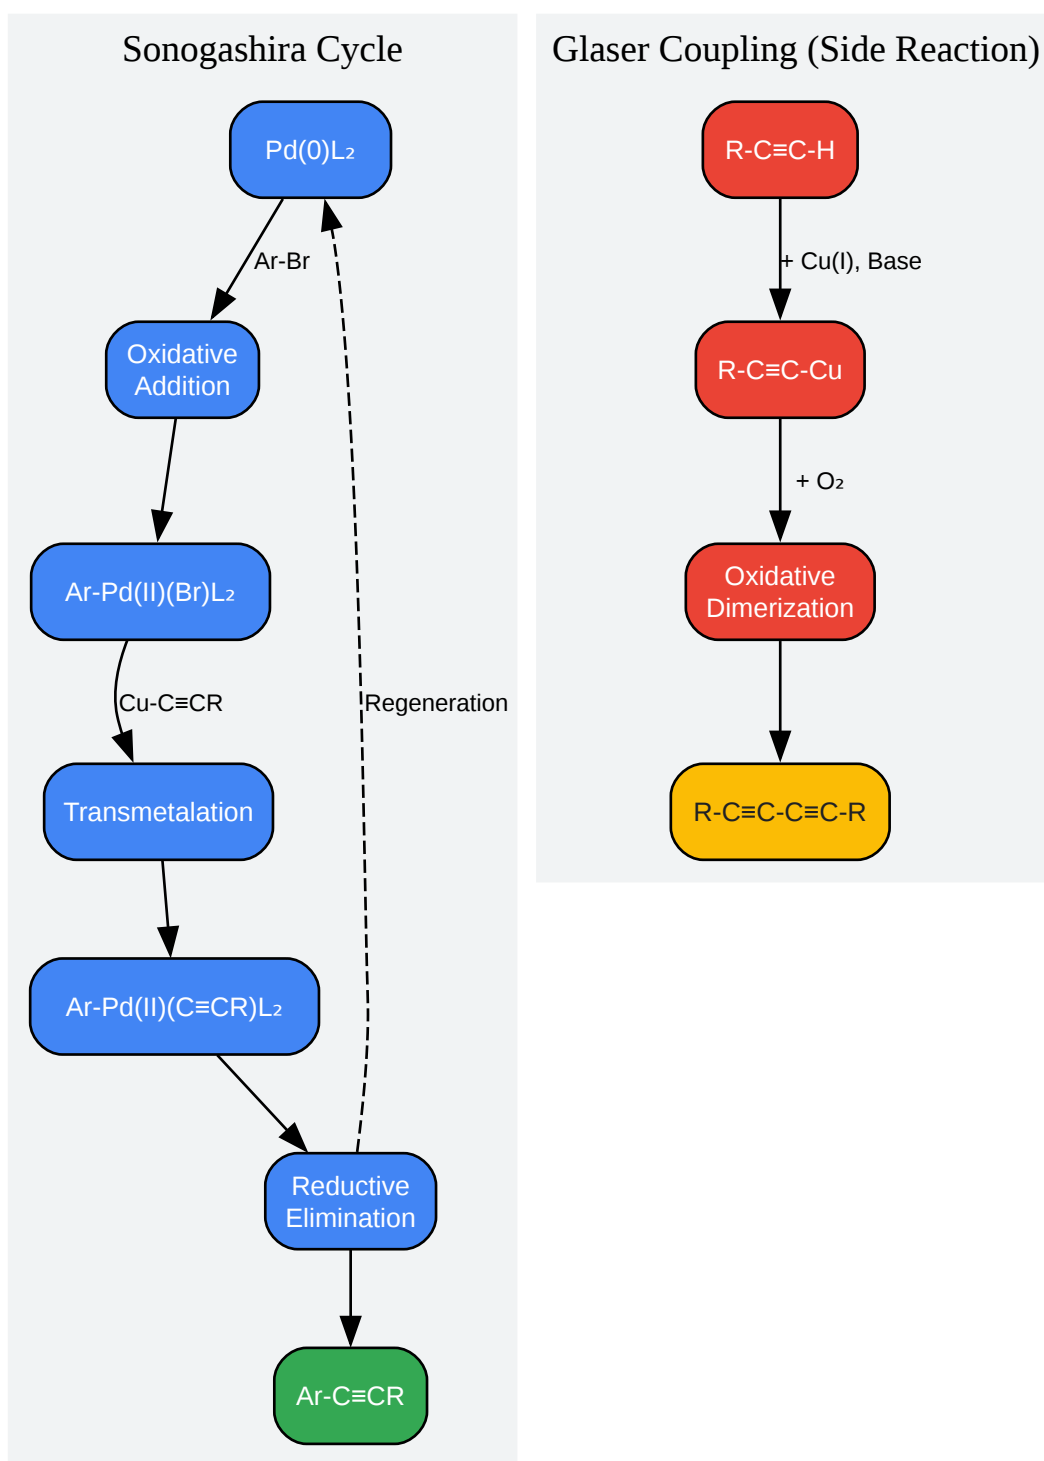 Sonogashira Cycle
Pd(0)L₂
Ar-Br
Oxidative
Addition
Ar-Pd(II)(Br)L₂
Cu-C≡CR
Regeneration
Transmetalation
Ar-Pd(II)(C≡CR)L₂
Reductive
Elimination
Ar-C≡CR
Glaser Coupling (Side Reaction)
R-C≡C-H
+ Cu(I), Base
R-C≡C-Cu
+ O₂
Oxidative
Dimerization
R-C≡C-C≡C-R